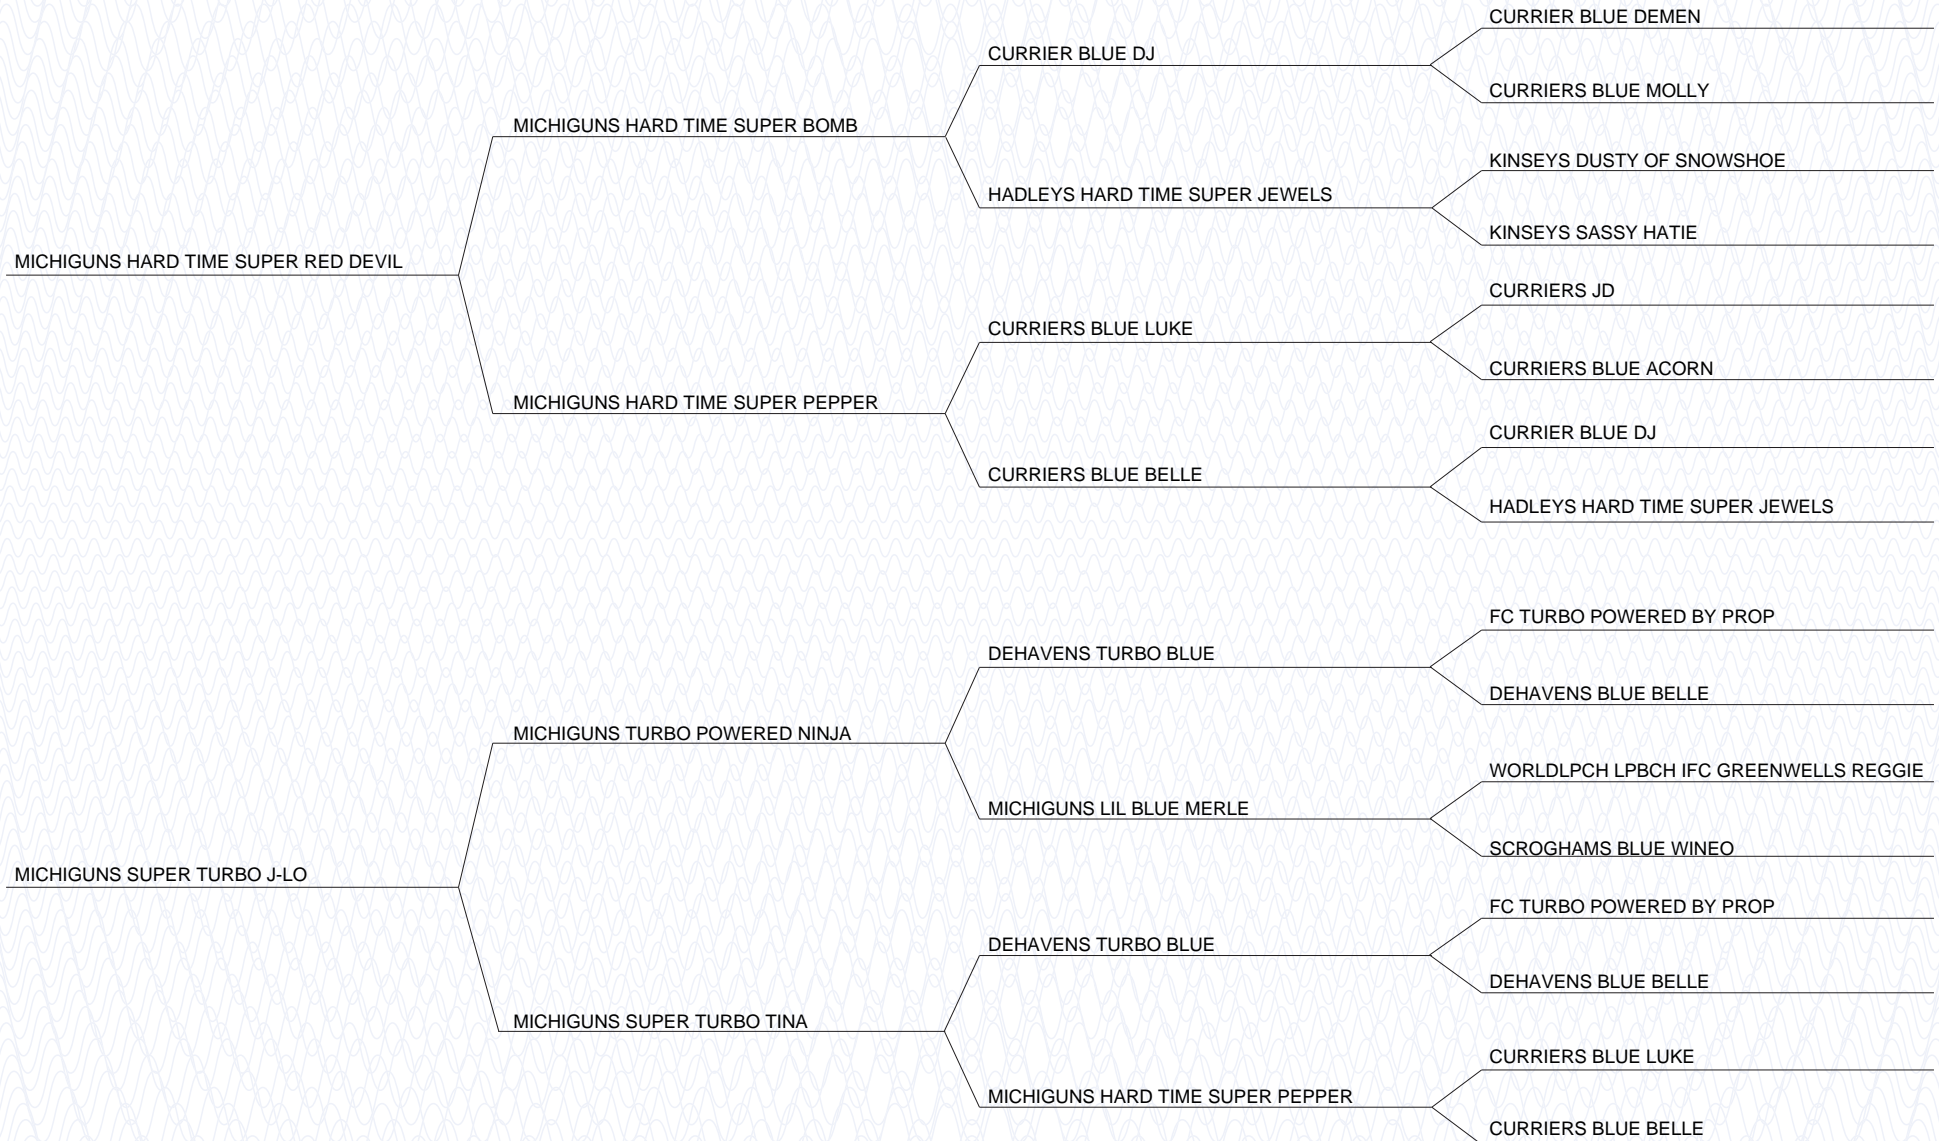 CURRIER BLUE DEMEN
CURRIER BLUE DJ
CURRIERS BLUE MOLLY
MICHIGUNS HARD TIME SUPER BOMB
KINSEYS DUSTY OF SNOWSHOE
HADLEYS HARD TIME SUPER JEWELS
KINSEYS SASSY HATIE
MICHIGUNS HARD TIME SUPER RED DEVIL
CURRIERS JD
CURRIERS BLUE LUKE
CURRIERS BLUE ACORN
MICHIGUNS HARD TIME SUPER PEPPER
CURRIER BLUE DJ
CURRIERS BLUE BELLE
HADLEYS HARD TIME SUPER JEWELS
FC TURBO POWERED BY PROP
DEHAVENS TURBO BLUE
DEHAVENS BLUE BELLE
MICHIGUNS TURBO POWERED NINJA
WORLDLPCH LPBCH IFC GREENWELLS REGGIE
MICHIGUNS LIL BLUE MERLE
SCROGHAMS BLUE WINEO
MICHIGUNS SUPER TURBO J-LO
FC TURBO POWERED BY PROP
DEHAVENS TURBO BLUE
DEHAVENS BLUE BELLE
MICHIGUNS SUPER TURBO TINA
CURRIERS BLUE LUKE
MICHIGUNS HARD TIME SUPER PEPPER
CURRIERS BLUE BELLE